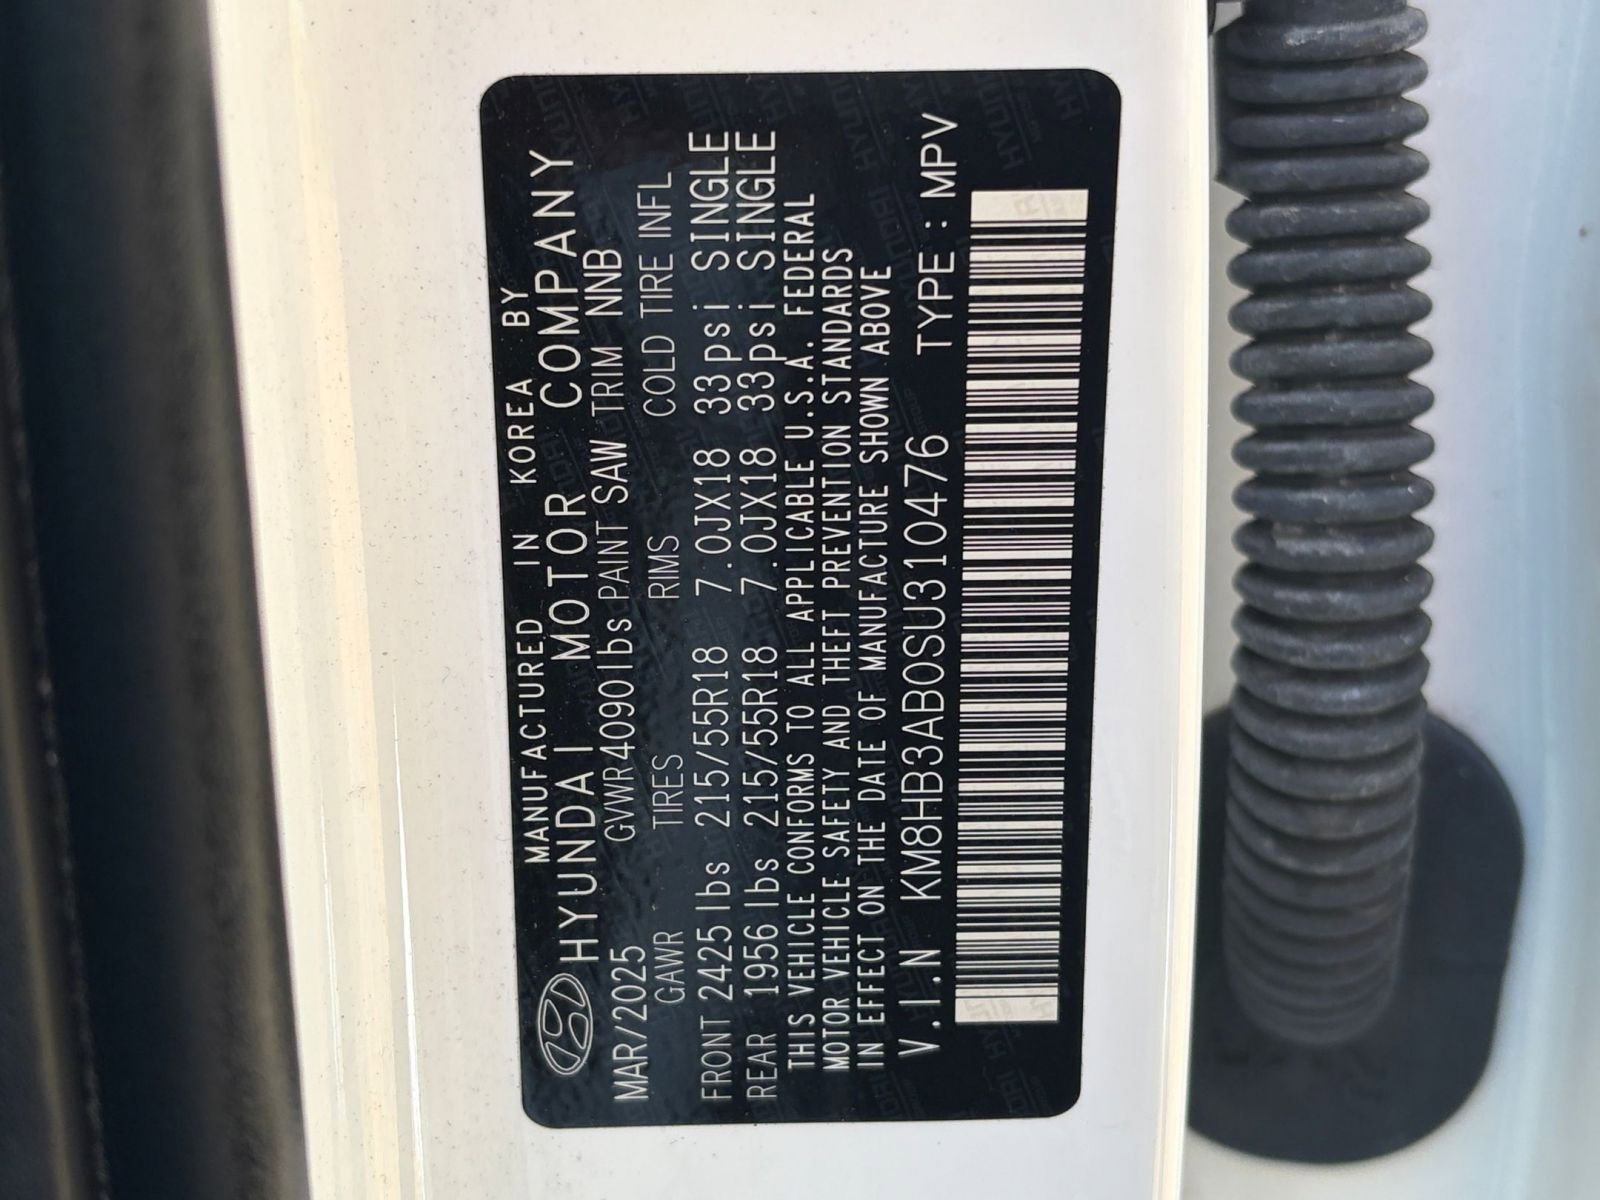 MANUFACTURED IN KOREA BY
HYUNDAI MOTOR COMPANY
MAR/2025 GVWR4090lbs PAINT SAW TRIM NNB
GAWR TIRES RIMS COLD TIRE INFL
FRONT 2425lbs 215/55R18 7.0JX18 33psi SINGLE
REAR 1956lbs 215/55R18 7.0JX18 33psi SINGLE
THIS VEHICLE CONFORMS TO ALL APPLICABLE U.S.A. FEDERAL
MOTOR VEHICLE SAFETY AND THEFT PREVENTION STANDARDS
IN EFFECT ON THE DATE OF MANUFACTURE SHOWN ABOVE
V.I.N KM8HB3AB0SU310476 TYPE : MPV